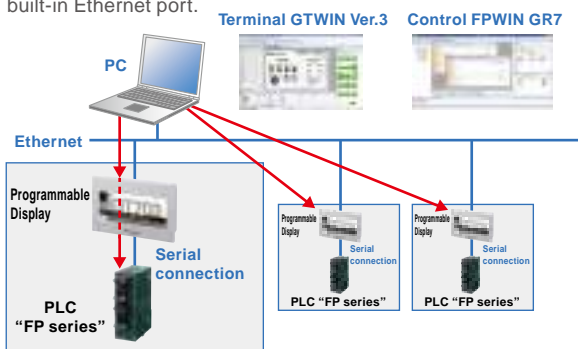 built-in Ethernet port.
Terminal GTWIN Ver.3
Control FPWIN GR7
PC
Ethernet
Programmable
Display
Serial
connection
PLC
“FP series”
Programmable
Display
Serial
connection
PLC “FP series”
Programmable
Display
Serial
connection
PLC “FP series”